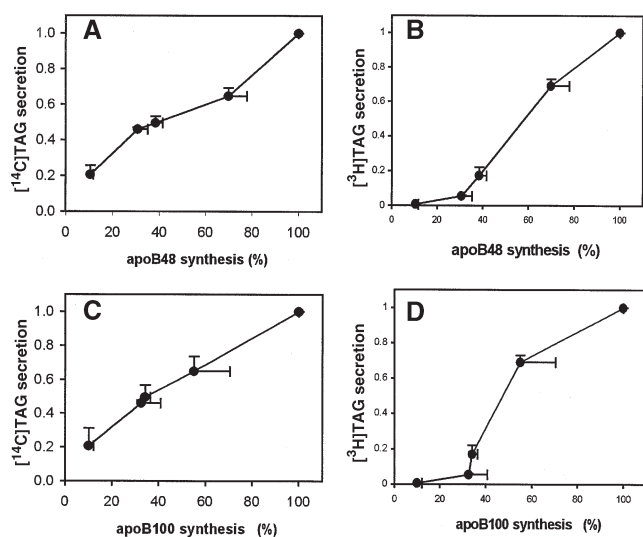 A
[14C]TAG secretion
1.0
0.8
0.6
0.4
0.2
0.0
0 20 40 60 80 100
apoB48 synthesis (%)
B
[3H]TAG secretion
1
0.8
0.6
0.4
0.2
0
0 20 40 60 80 100
apoB48 synthesis (%)
C
[14C]TAG secretion
1.0
0.8
0.6
0.4
0.2
0.0
0 20 40 60 80 100
apoB100 synthesis (%)
D
[3H]TAG secretion
1
0.8
0.6
0.4
0.2
0
0 20 40 60 80 100
apoB100 synthesis (%)